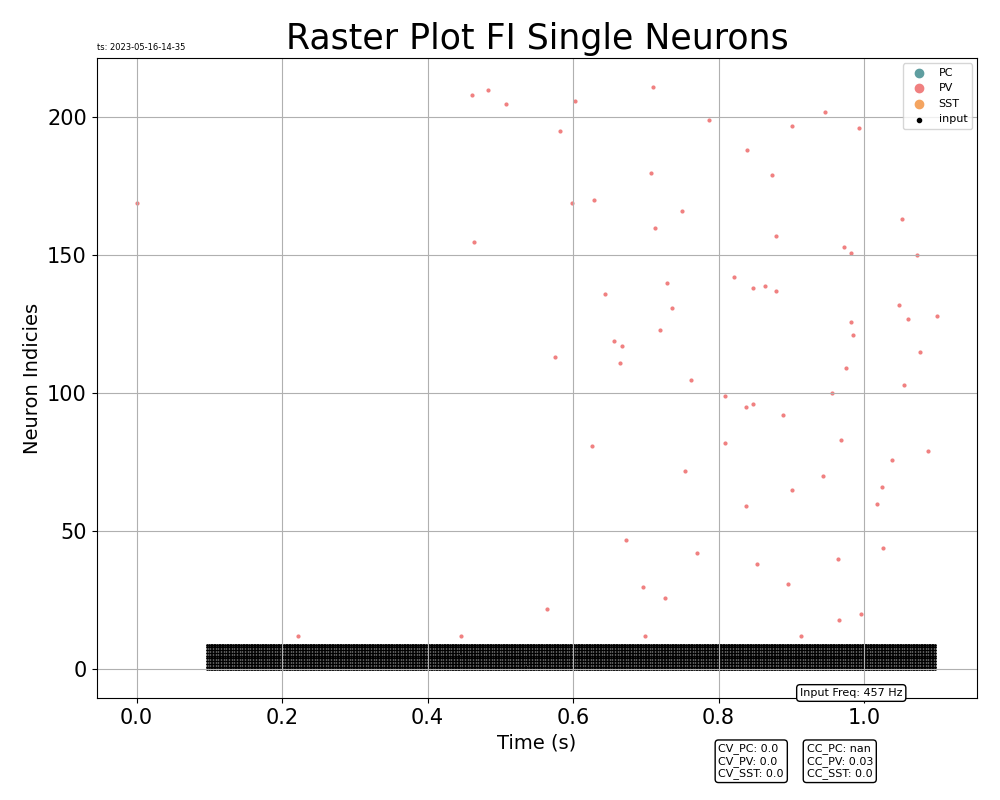 Raster Plot FI Single Neurons
ts: 2023-05-16-14-35
PC
PV
SST
input
200
150
100
50
0
Neuron Indicies
0.0 0.2 0.4 0.6 0.8 1.0
Time (s)
Input Freq: 457 Hz
CV_PC: 0.0
CV_PV: 0.0
CV_SST: 0.0
CC_PC: nan
CC_PV: 0.03
CC_SST: 0.0